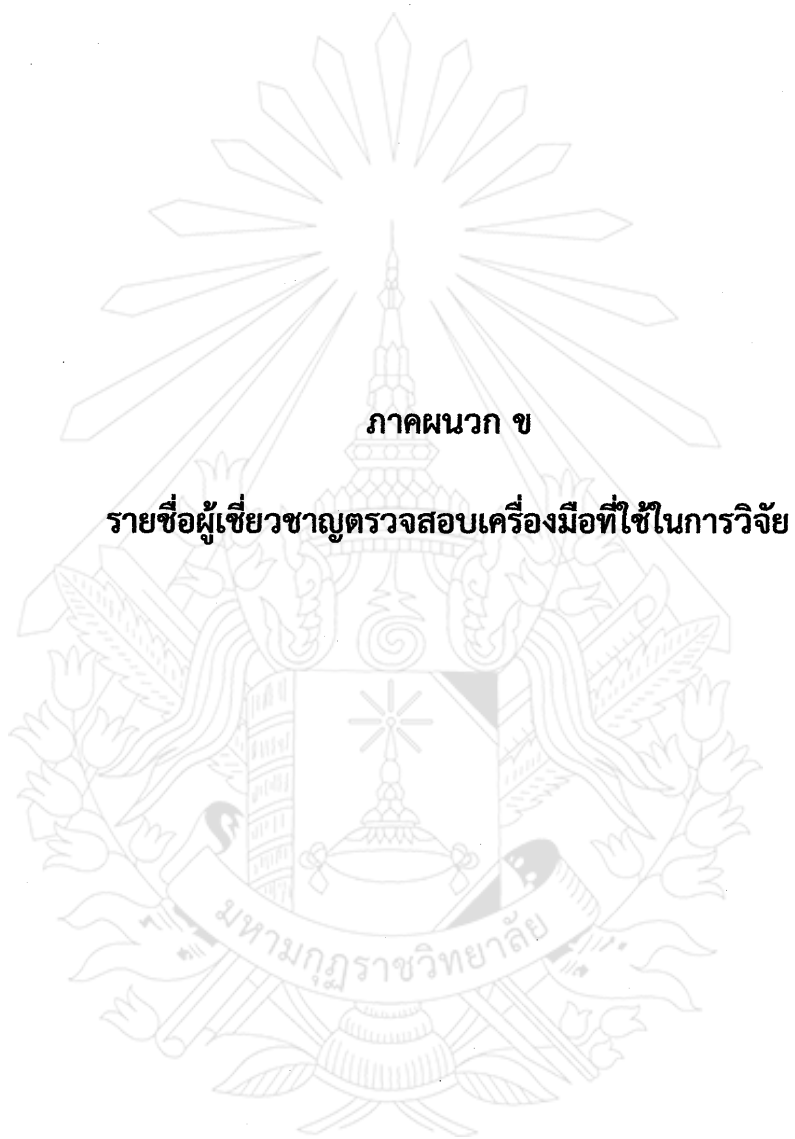 ภาคผนวก ข
รายชื่อผู้เชี่ยวชาญตรวจสอบเครื่องมือที่ใช้ในการวิจัย
มหามกุฏราชวิทยาลัย